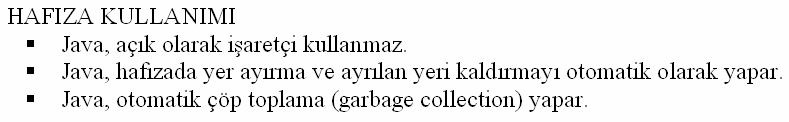 HAFIZA KULLANIMI
▪ Java, açık olarak işaretçi kullanmaz.
▪ Java, hafızada yer ayırma ve ayrılan yeri kaldırmayı otomatik olarak yapar.
▪ Java, otomatik çöp toplama (garbage collection) yapar.